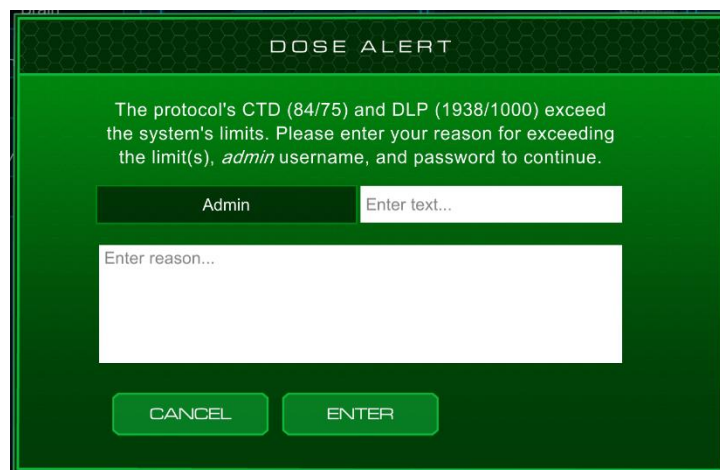 Brain
DOSE ALERT
The protocol's CTD (84/75) and DLP (1938/1000) exceed
the system's limits. Please enter your reason for exceeding
the limit(s), admin username, and password to continue.
Admin
Enter text...
Enter reason...
CANCEL
ENTER